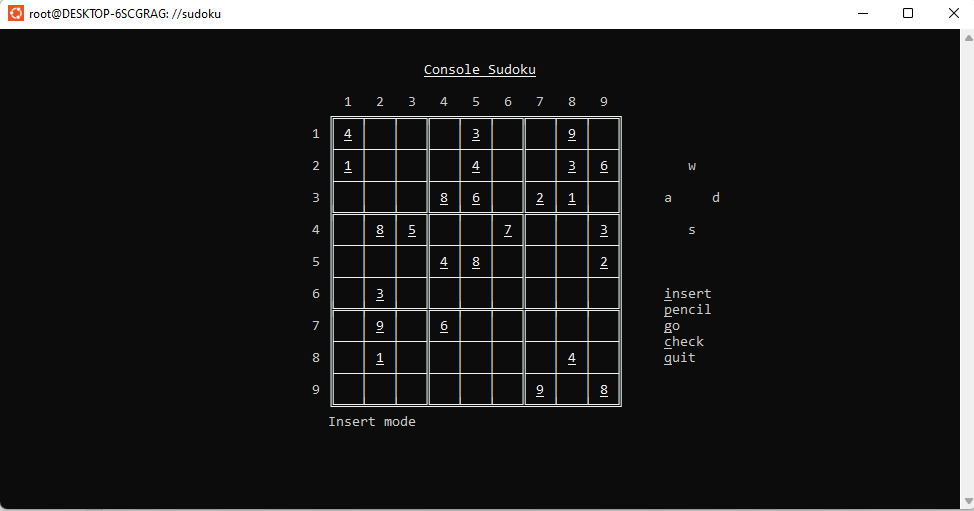 root@DESKTOP-6SCGRAG: //sudoku
Console Sudoku
1 2 3 4 5 6 7 8 9
1 4 3 9
2 1 4 3 6 w
3 8 6 2 1 a d
4 8 5 7 3 s
5 4 8 2
6 3 insert
pencil
7 9 6 go
check
8 1 4 quit
9 9 8
Insert mode